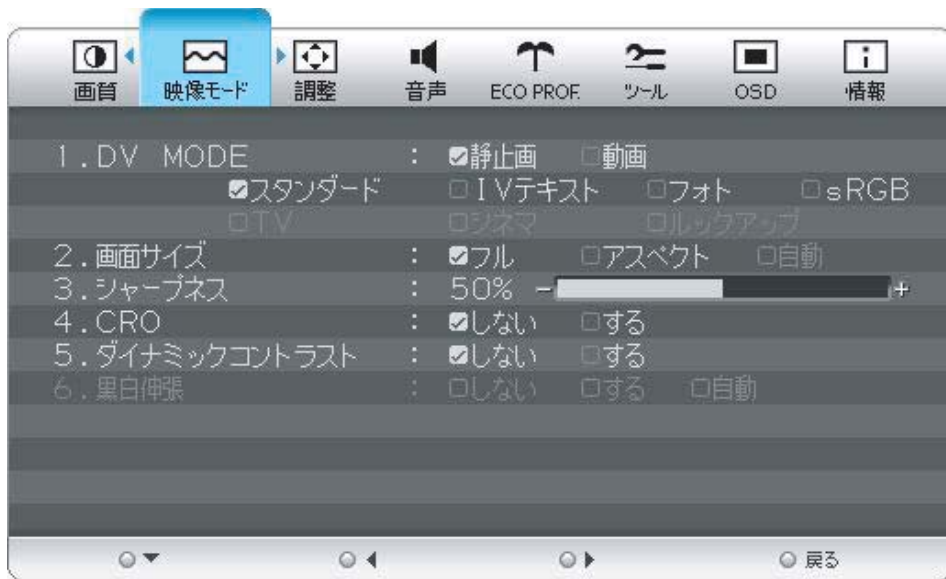 画質 映像モード 調整 音声 ECO PROF. ツール OSD 情報
1.DV MODE : 静止画 動画
スタンダード IVテキスト フォト sRGB
TV シネマ ルックアップ
2.画面サイズ : フル アスペクト 自動
3.シャープネス : 50% - +
4.CRO : しない する
5.ダイナミックコントラスト : しない する
6.黒白伸張 : しない する 自動
戻る